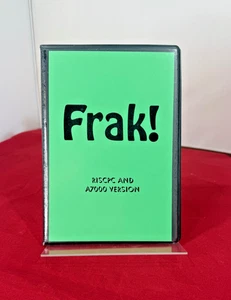 Frak!
RISCPC AND
A7000 VERSION